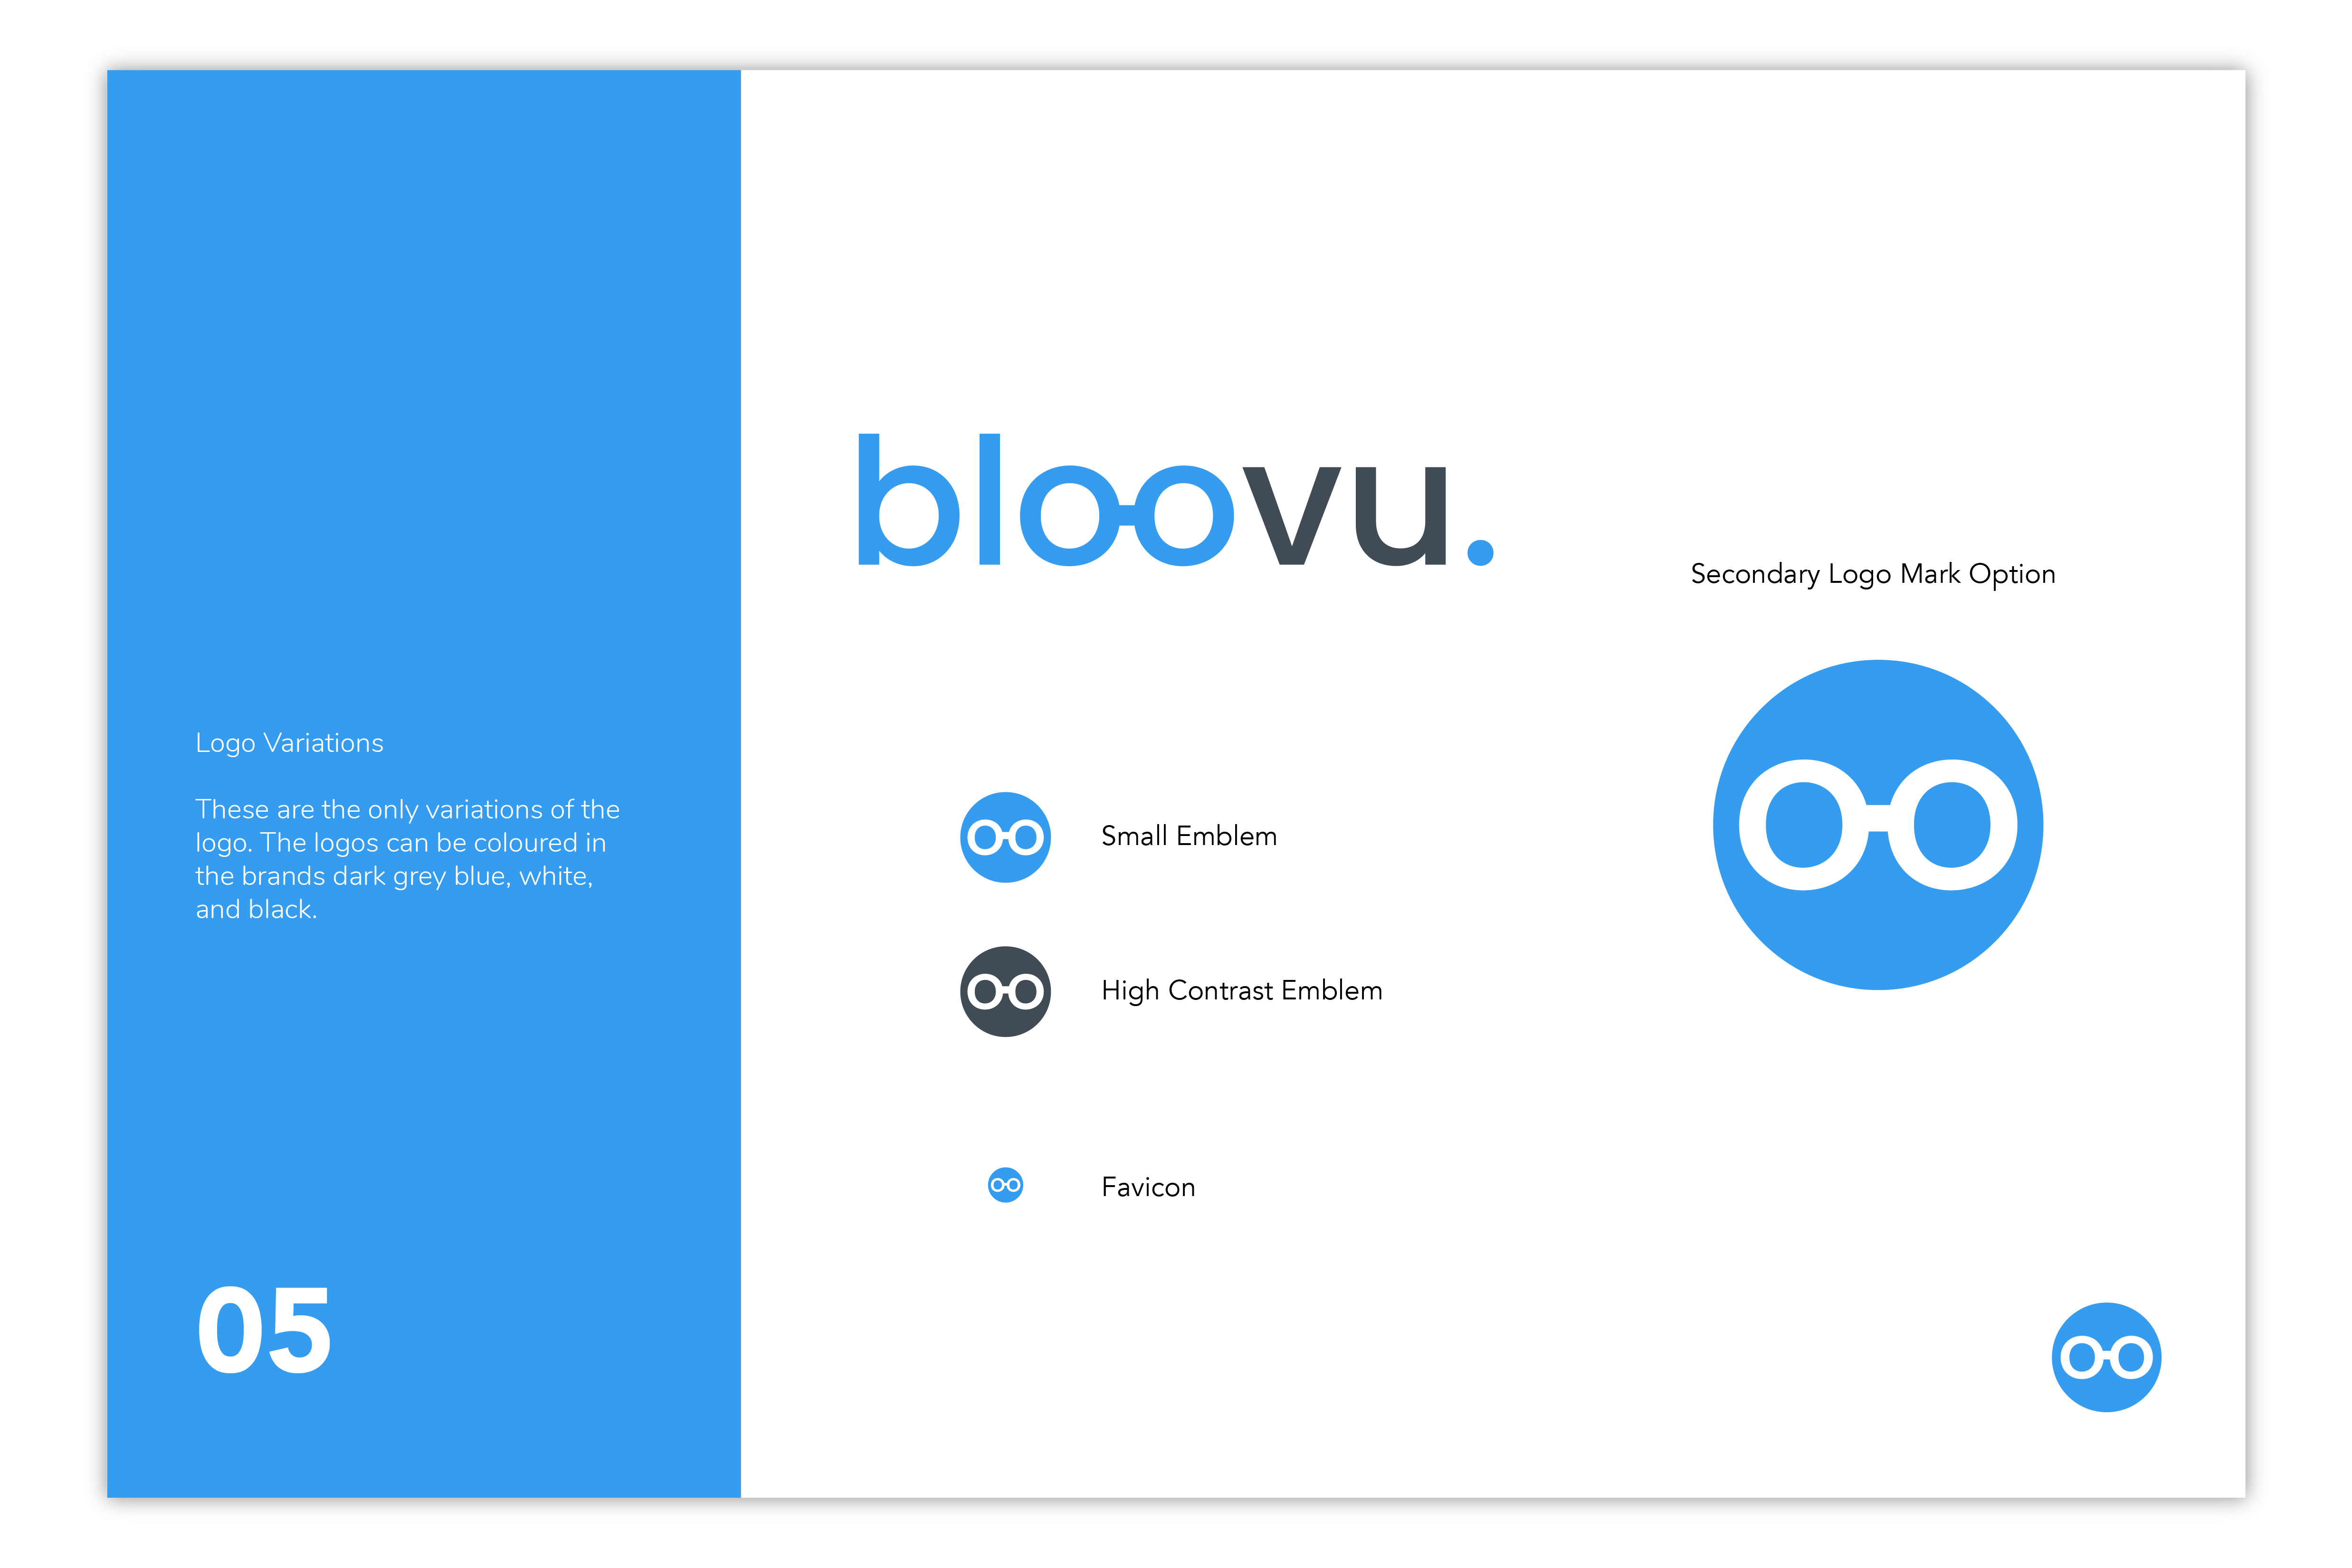 Logo Variations
These are the only variations of the
logo. The logos can be coloured in
the brands dark grey blue, white,
and black.
05
bloovu.
Small Emblem
High Contrast Emblem
Favicon
Secondary Logo Mark Option